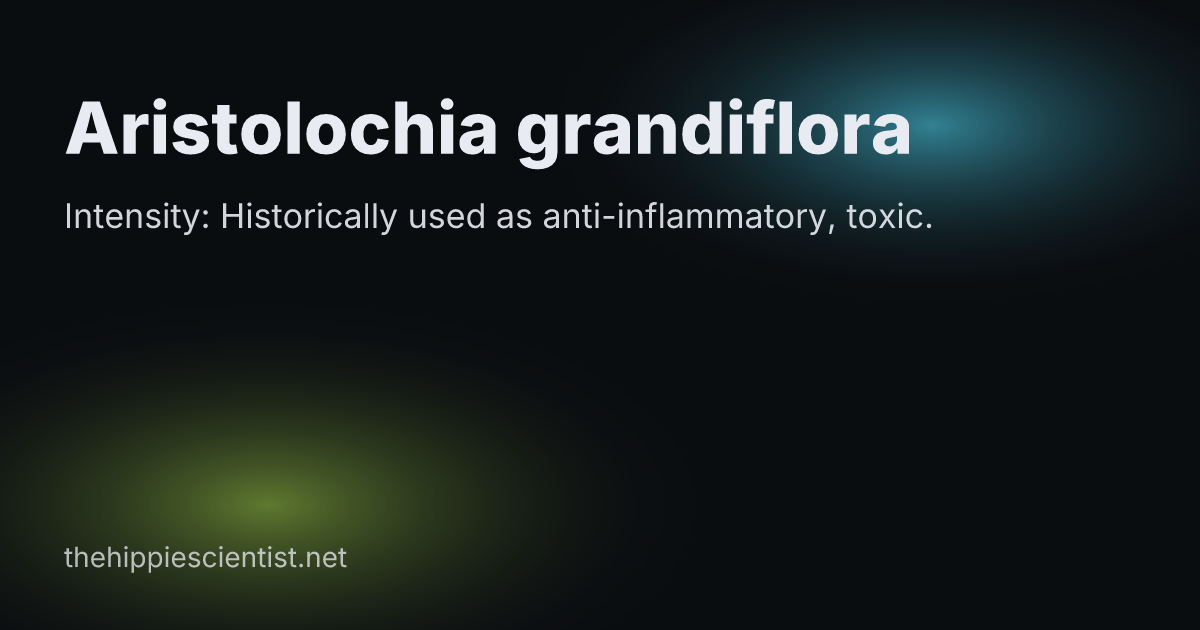 Aristolochia grandiflora
Intensity: Historically used as anti-inflammatory, toxic.
thehippiescientist.net